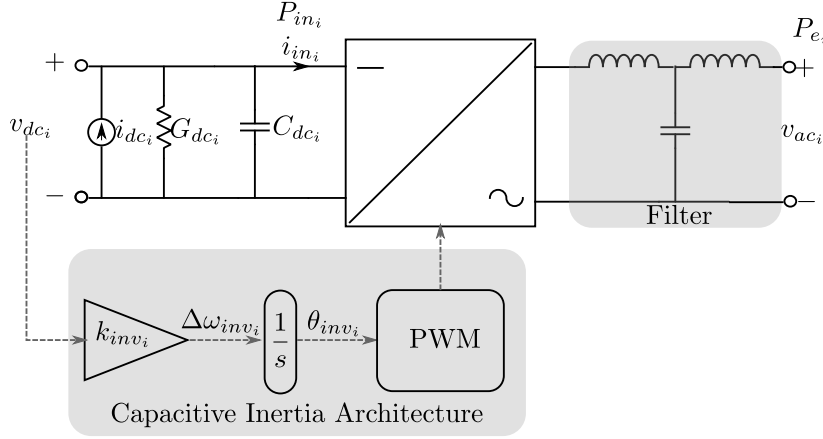 P_{in_i}
P_{e_i}
i_{in_i}
+
+
v_{dc_i}
i_{dc_i}
G_{dc_i}
C_{dc_i}
v_{ac_i}
−
−
Filter
k_{inv_i}
Δω_{inv_i}
1/s
θ_{inv_i}
PWM
Capacitive Inertia Architecture